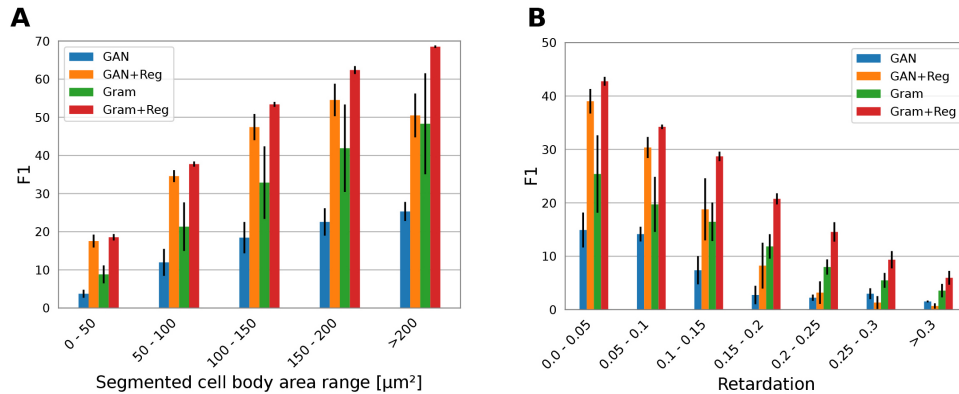 A
F1
70
60
50
40
30
20
10
0
GAN
GAN+Reg
Gram
Gram+Reg
0 - 50
50 - 100
100 - 150
150 - 200
>200
Segmented cell body area range [μm²]
B
F1
50
40
30
20
10
0
GAN
GAN+Reg
Gram
Gram+Reg
0.0 - 0.05
0.05 - 0.1
0.1 - 0.15
0.15 - 0.2
0.2 - 0.25
0.25 - 0.3
>0.3
Retardation